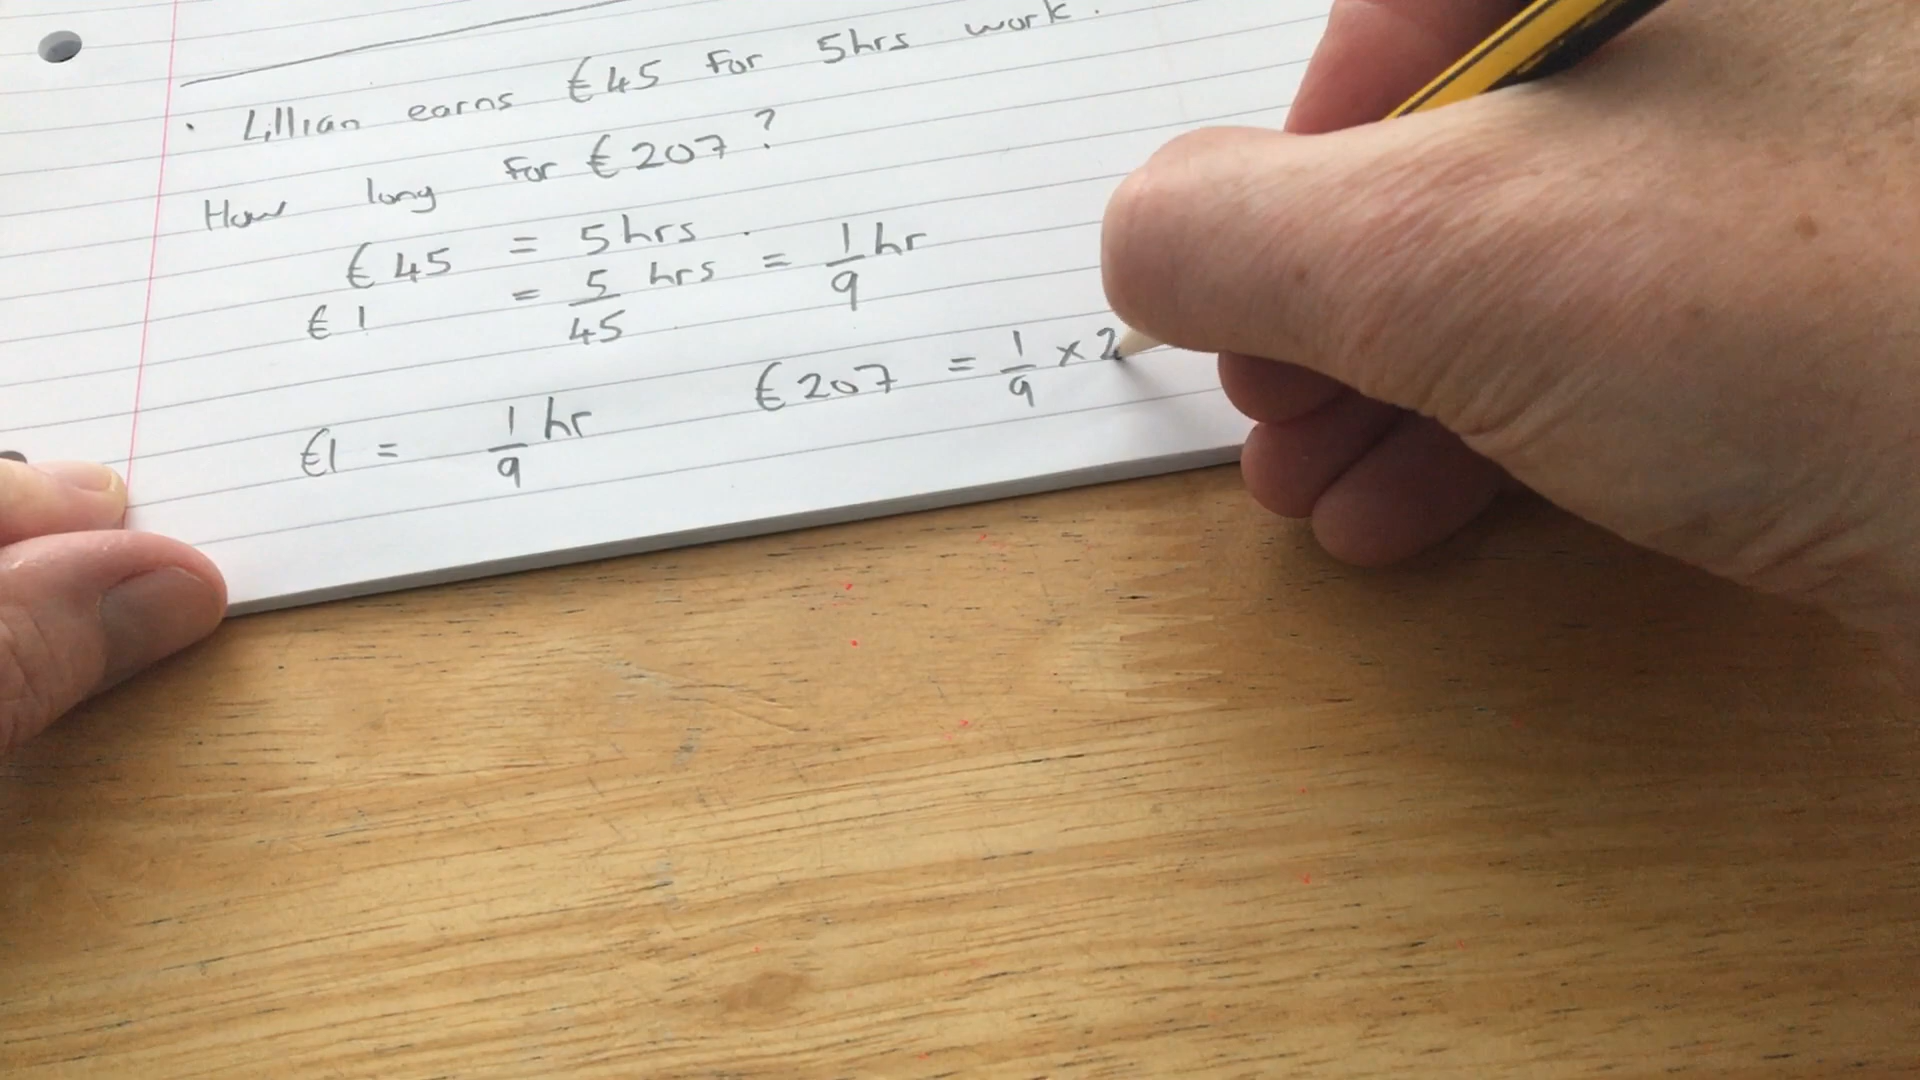 · Lillian earns €45 for 5hrs work.
How long for €207?
€45 = 5hrs.
€1 = 5/45 hrs = 1/9 hr
€1 = 1/9 hr €207 = 1/9 × 2